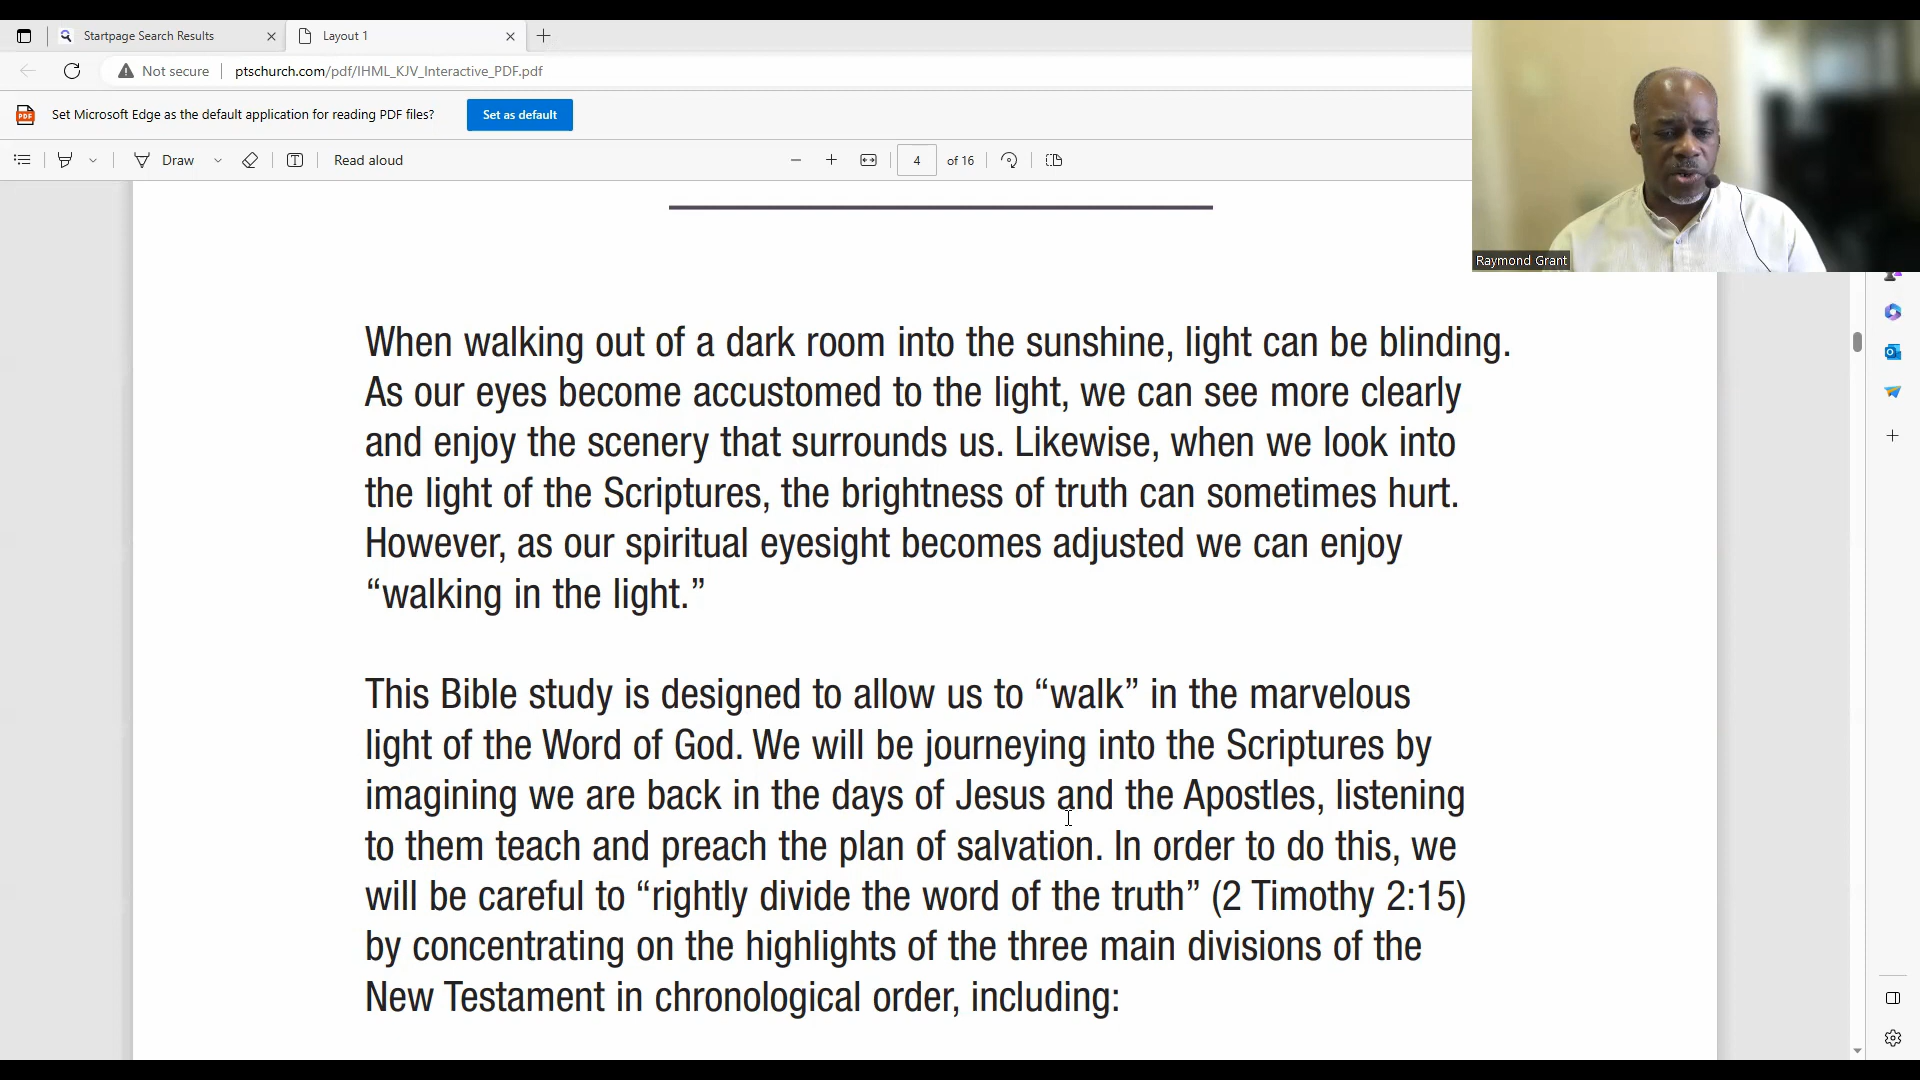 Startpage Search Results
Layout 1
Not secure
ptschurch.com/pdf/IHML_KJV_Interactive_PDF.pdf
Set Microsoft Edge as the default application for reading PDF files?
Set as default
Draw
Read aloud
4 of 16
Raymond Grant
When walking out of a dark room into the sunshine, light can be blinding.
As our eyes become accustomed to the light, we can see more clearly
and enjoy the scenery that surrounds us. Likewise, when we look into
the light of the Scriptures, the brightness of truth can sometimes hurt.
However, as our spiritual eyesight becomes adjusted we can enjoy
“walking in the light.”
This Bible study is designed to allow us to “walk” in the marvelous
light of the Word of God. We will be journeying into the Scriptures by
imagining we are back in the days of Jesus and the Apostles, listening
to them teach and preach the plan of salvation. In order to do this, we
will be careful to “rightly divide the word of the truth” (2 Timothy 2:15)
by concentrating on the highlights of the three main divisions of the
New Testament in chronological order, including: